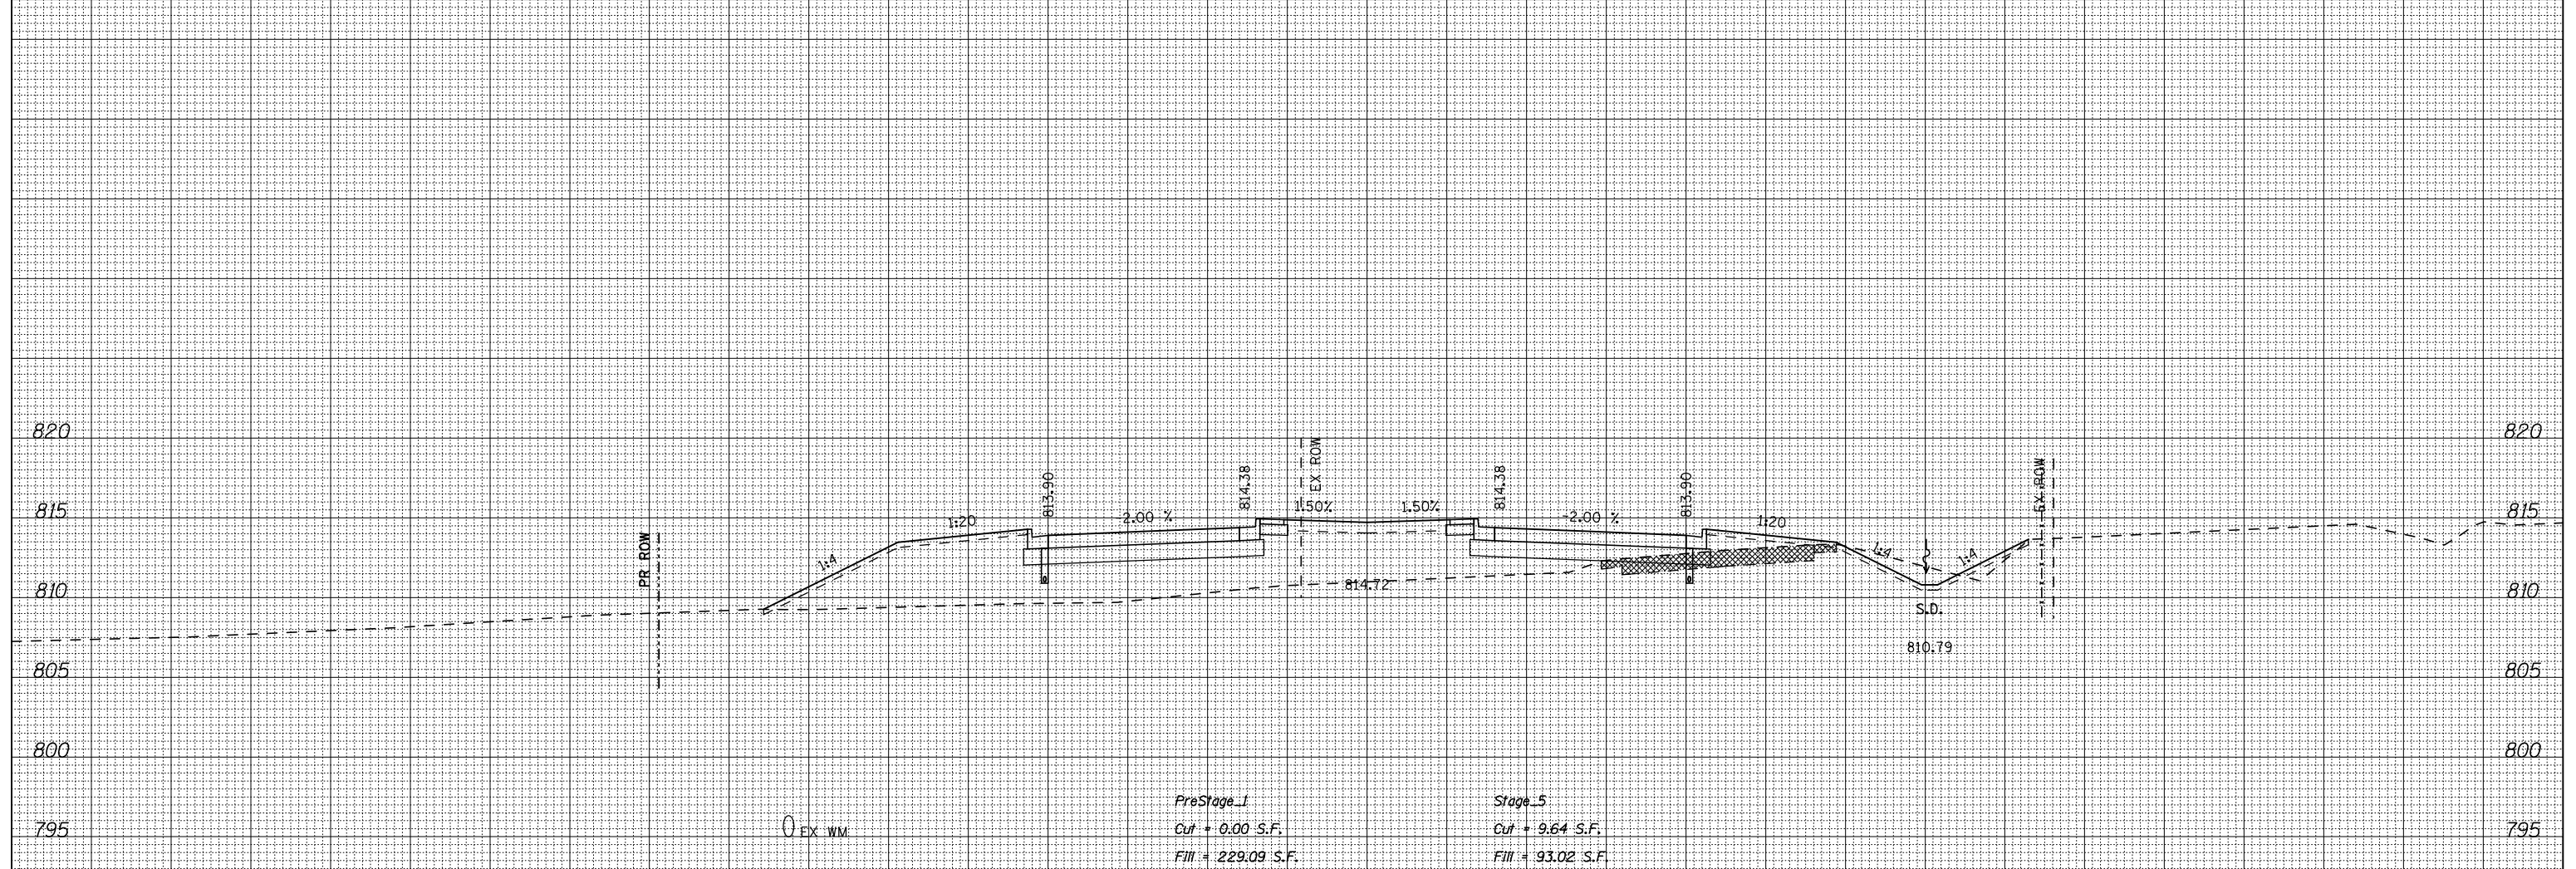 820 820
EX ROW
EX ROW
813.90 814.38 814.38 813.90
815 1:20 -2.00 % 1.50% 1.50% -2.00 % 1:20 815
PR ROW 1:4 1:4 1:4
810 814.72 810
S.D.
810.79
805 805
800 800
PreStage_1 Stage_5
795 EX WM Cut = 0.00 S.F. Cut = 9.64 S.F. 795
Fill = 229.09 S.F. Fill = 93.02 S.F.